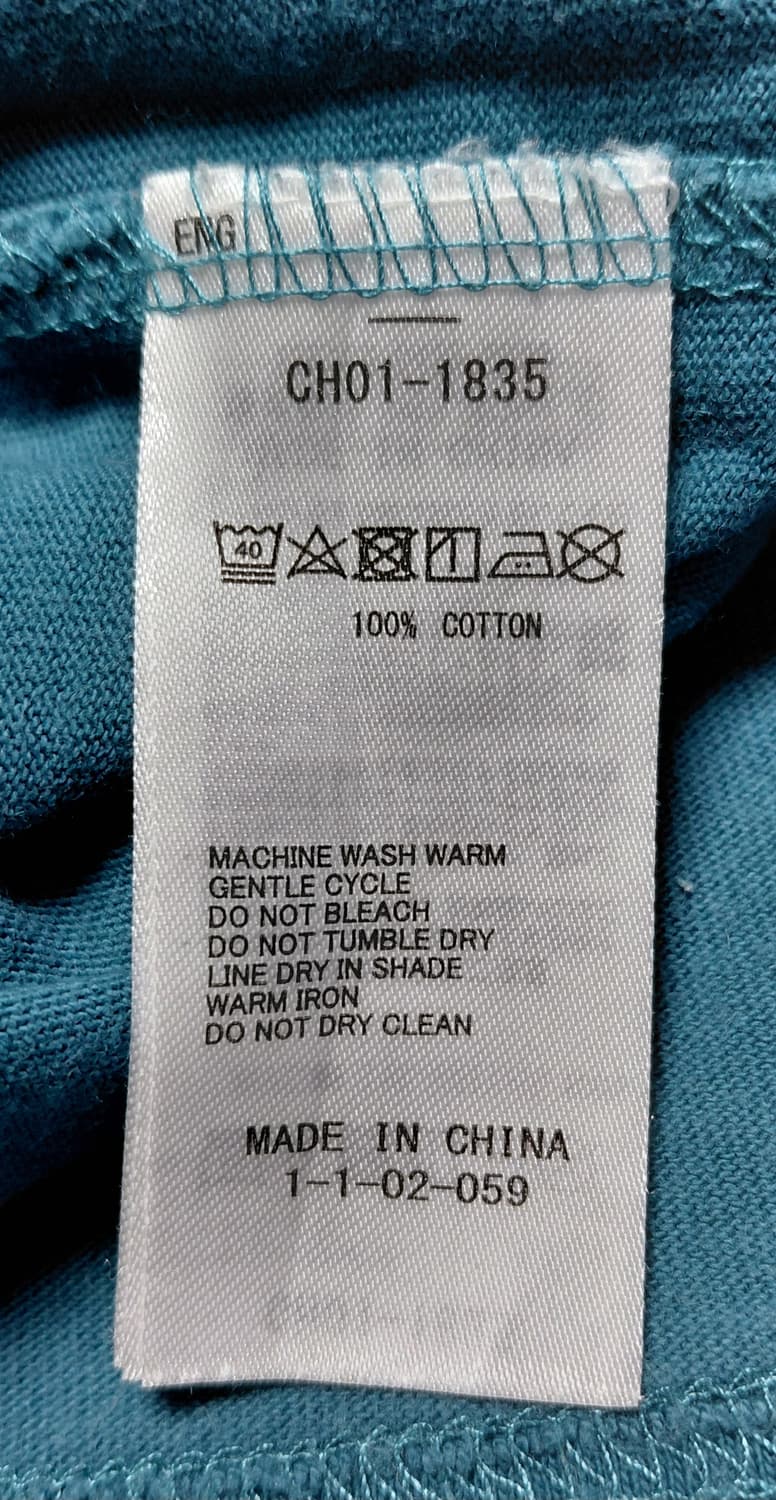 ENG
CH01-1835
40
100% COTTON
MACHINE WASH WARM
GENTLE CYCLE
DO NOT BLEACH
DO NOT TUMBLE DRY
LINE DRY IN SHADE
WARM IRON
DO NOT DRY CLEAN
MADE IN CHINA
1-1-02-059